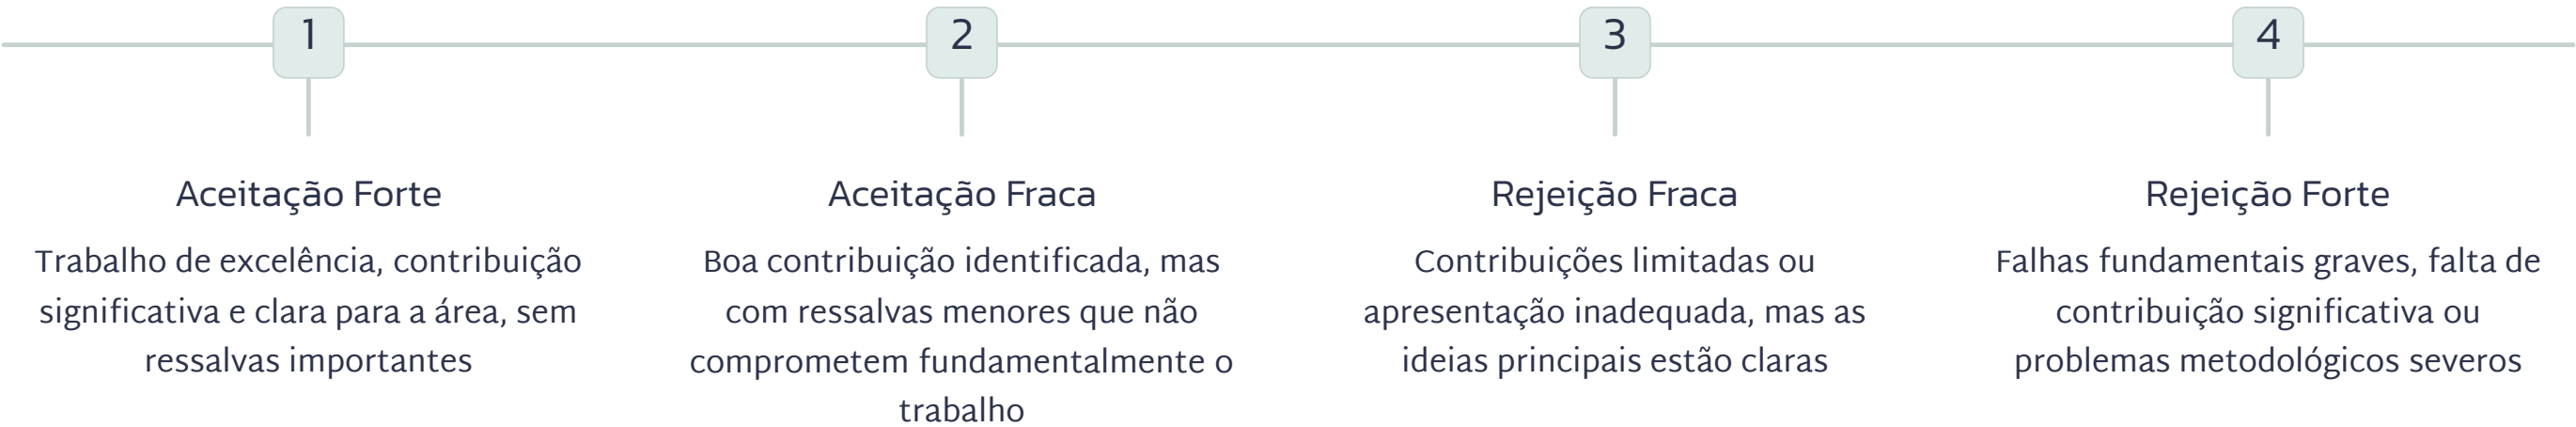 1
Aceitação Forte
Trabalho de excelência, contribuição
significativa e clara para a área, sem
ressalvas importantes
2
Aceitação Fraca
Boa contribuição identificada, mas
com ressalvas menores que não
comprometem fundamentalmente o
trabalho
3
Rejeição Fraca
Contribuições limitadas ou
apresentação inadequada, mas as
ideias principais estão claras
4
Rejeição Forte
Falhas fundamentais graves, falta de
contribuição significativa ou
problemas metodológicos severos